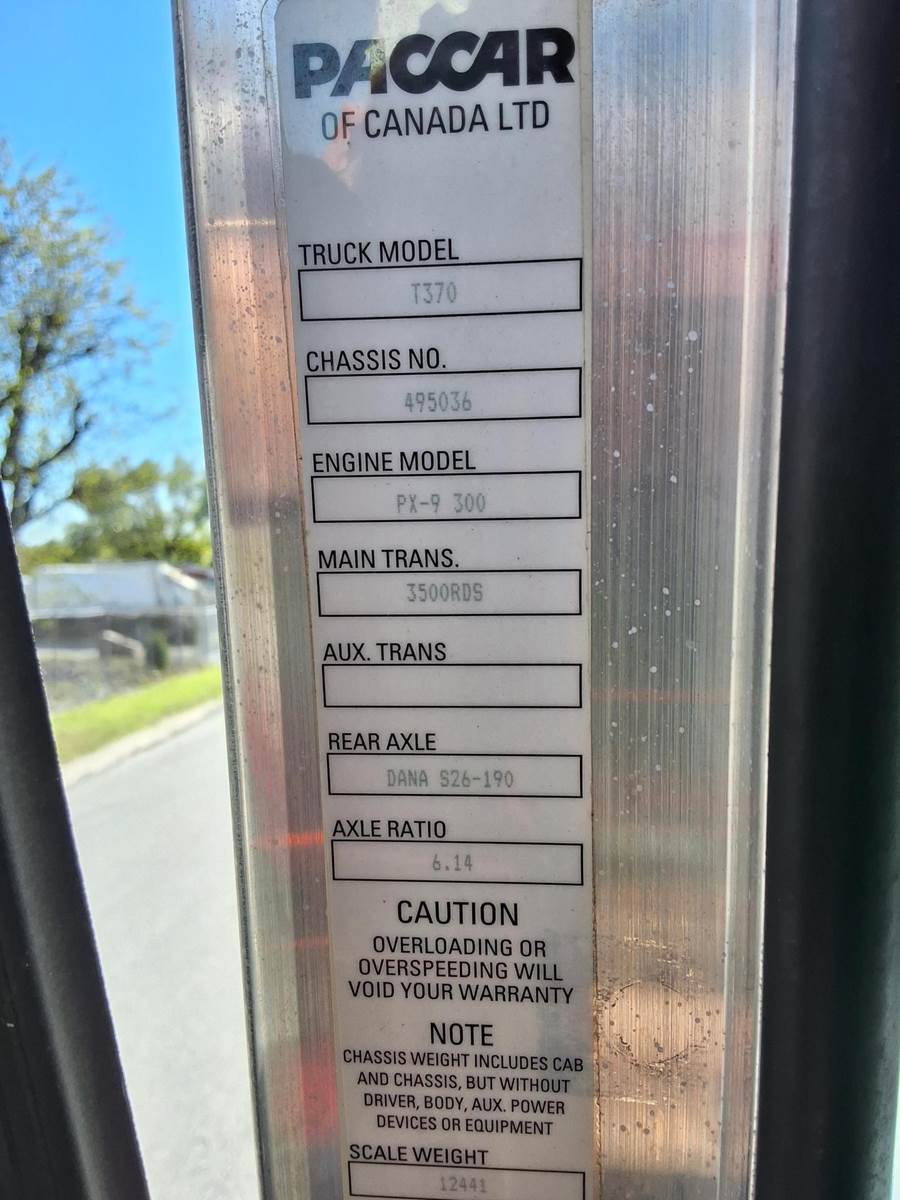 PACCAR
OF CANADA LTD
TRUCK MODEL
T370
CHASSIS NO.
495036
ENGINE MODEL
PX-9 300
MAIN TRANS.
3500RDS
AUX. TRANS
REAR AXLE
DANA S26-190
AXLE RATIO
6.14
CAUTION
OVERLOADING OR
OVERSPEEDING WILL
VOID YOUR WARRANTY
NOTE
CHASSIS WEIGHT INCLUDES CAB
AND CHASSIS, BUT WITHOUT
DRIVER, BODY, AUX. POWER
DEVICES OR EQUIPMENT
SCALE WEIGHT
12441